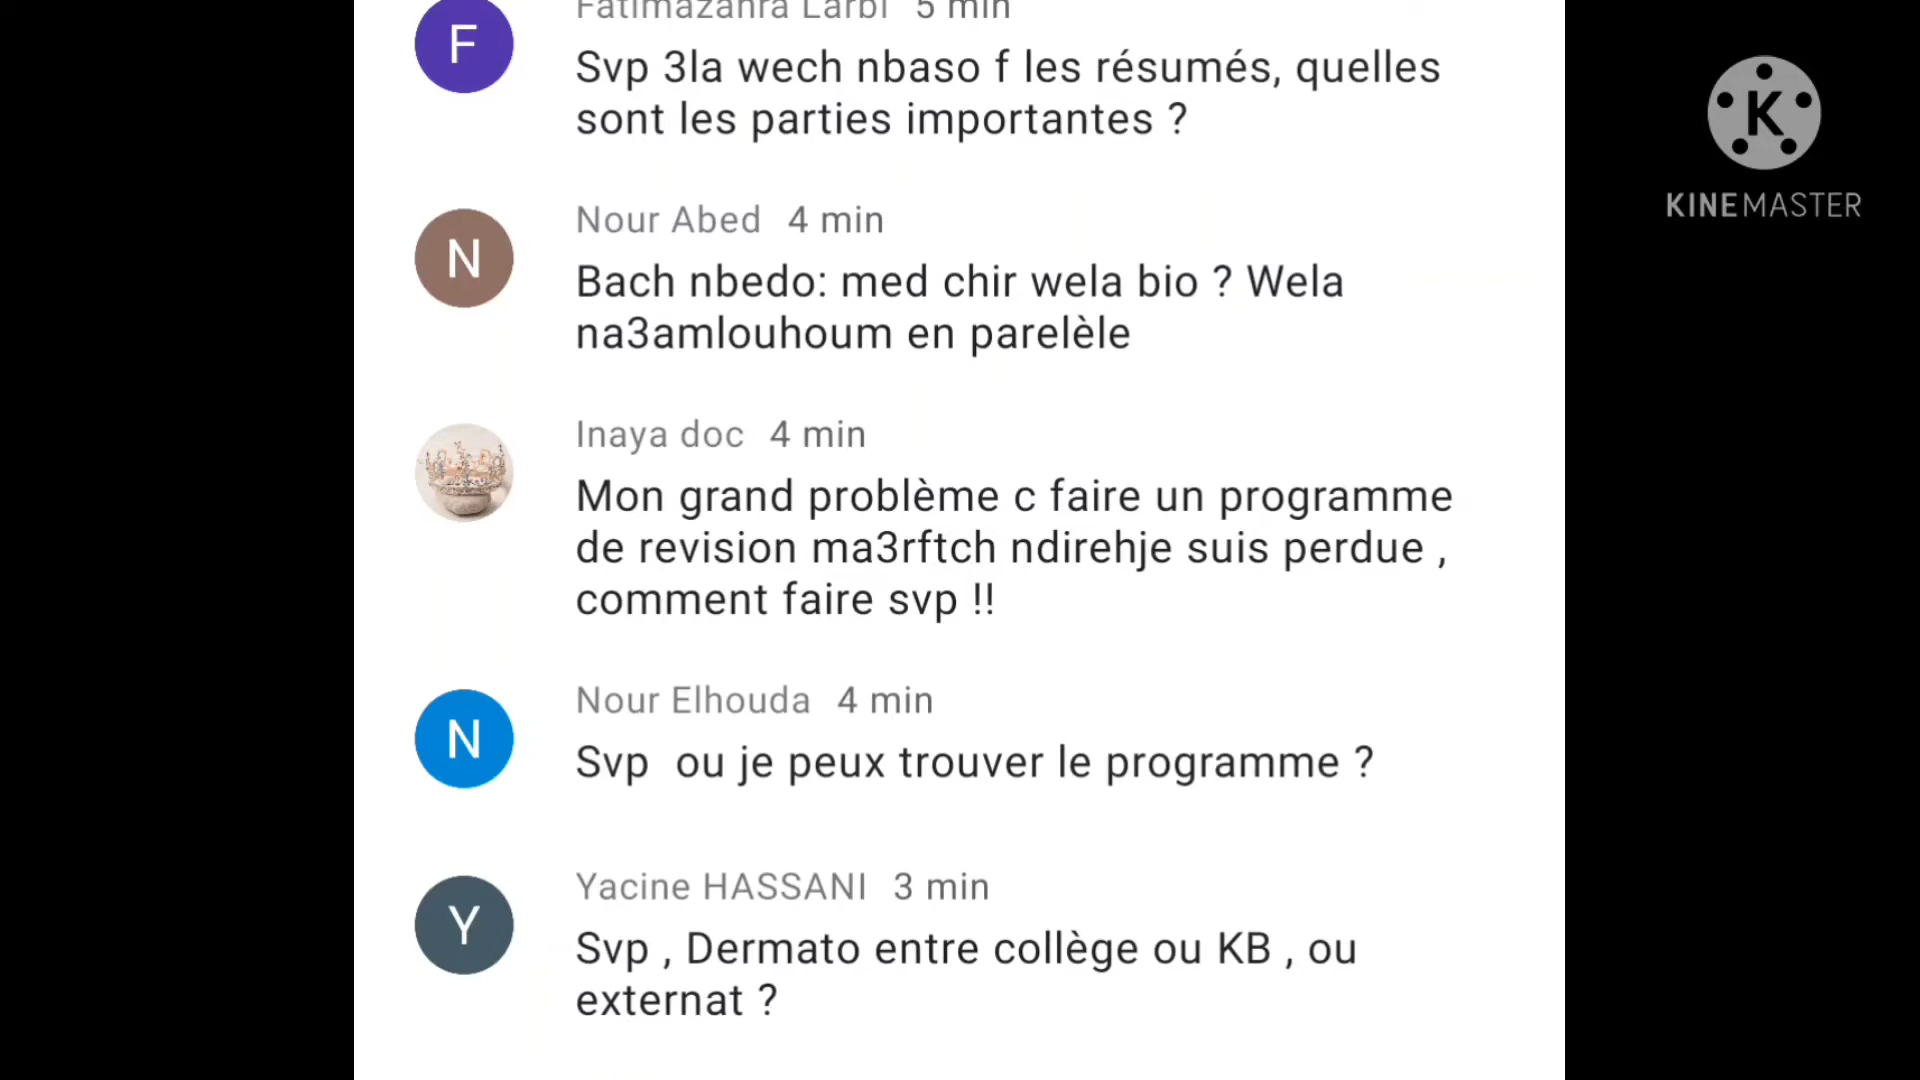 Fatimazahra Larbi 5 min
F
Svp 3la wech nbaso f les résumés, quelles
sont les parties importantes ?
Nour Abed 4 min
N
Bach nbedo: med chir wela bio ? Wela
na3amlouhoum en parelèle
Inaya doc 4 min
Mon grand problème c faire un programme
de revision ma3rftch ndirehje suis perdue ,
comment faire svp !!
Nour Elhouda 4 min
N
Svp ou je peux trouver le programme ?
Yacine HASSANI 3 min
Y
Svp , Dermato entre collège ou KB , ou
externat ?
K
KINEMASTER